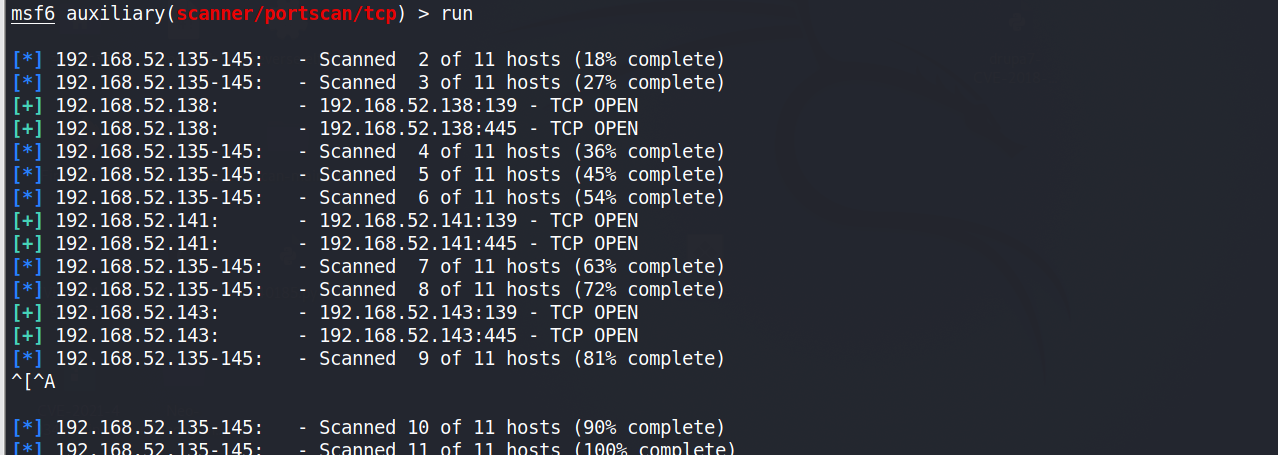 msf6 auxiliary(scanner/portscan/tcp) > run
[*] 192.168.52.135-145:   - Scanned  2 of 11 hosts (18% complete)
[*] 192.168.52.135-145:   - Scanned  3 of 11 hosts (27% complete)
[+] 192.168.52.138:       - 192.168.52.138:139 - TCP OPEN
[+] 192.168.52.138:       - 192.168.52.138:445 - TCP OPEN
[*] 192.168.52.135-145:   - Scanned  4 of 11 hosts (36% complete)
[*] 192.168.52.135-145:   - Scanned  5 of 11 hosts (45% complete)
[*] 192.168.52.135-145:   - Scanned  6 of 11 hosts (54% complete)
[+] 192.168.52.141:       - 192.168.52.141:139 - TCP OPEN
[+] 192.168.52.141:       - 192.168.52.141:445 - TCP OPEN
[*] 192.168.52.135-145:   - Scanned  7 of 11 hosts (63% complete)
[*] 192.168.52.135-145:   - Scanned  8 of 11 hosts (72% complete)
[+] 192.168.52.143:       - 192.168.52.143:139 - TCP OPEN
[+] 192.168.52.143:       - 192.168.52.143:445 - TCP OPEN
[*] 192.168.52.135-145:   - Scanned  9 of 11 hosts (81% complete)
^[^A
[*] 192.168.52.135-145:   - Scanned 10 of 11 hosts (90% complete)
[*] 192.168.52.135-145:   - Scanned 11 of 11 hosts (100% complete)